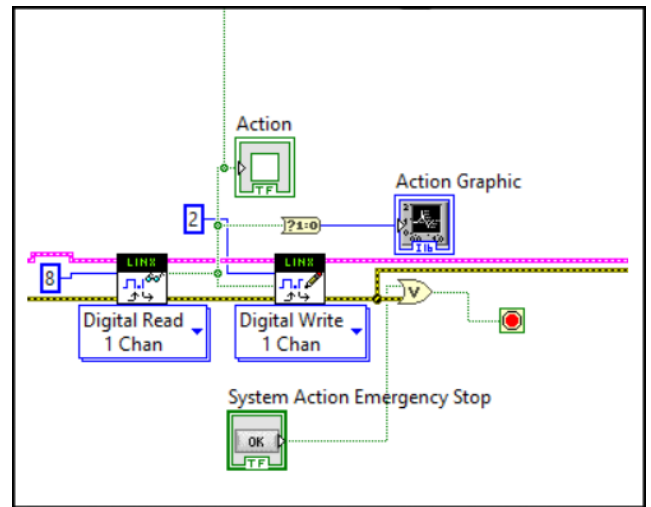 Action
TF
Action Graphic
2
?1:0
I16
LINX
LINX
8
V
Digital Read
1 Chan
Digital Write
1 Chan
System Action Emergency Stop
OK
TF